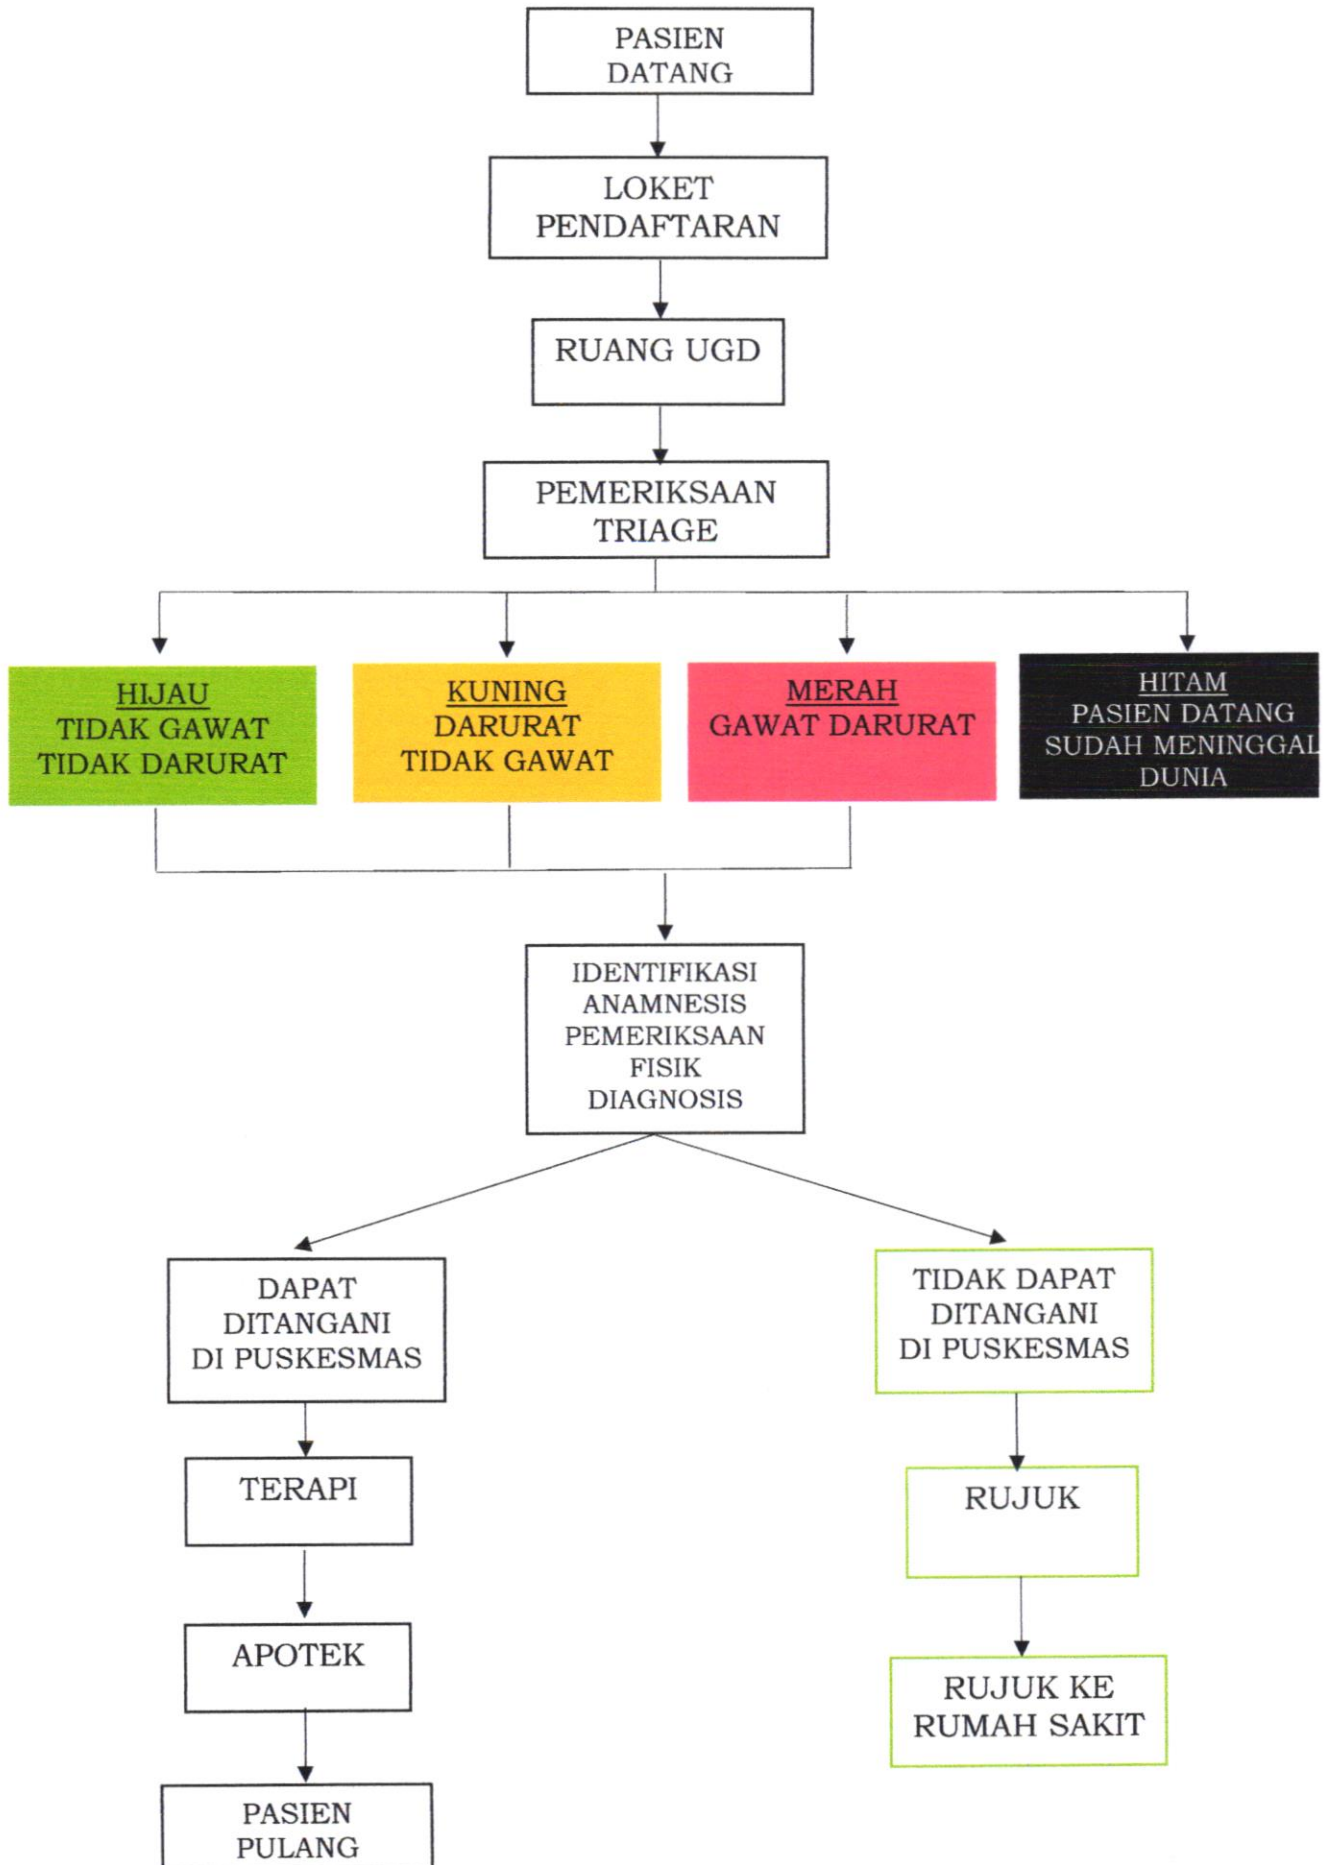 PASIEN
DATANG
LOKET
PENDAFTARAN
RUANG UGD
PEMERIKSAAN
TRIAGE
HIJAU
TIDAK GAWAT
TIDAK DARURAT
KUNING
DARURAT
TIDAK GAWAT
MERAH
GAWAT DARURAT
HITAM
PASIEN DATANG
SUDAH MENINGGAL
DUNIA
IDENTIFIKASI
ANAMNESIS
PEMERIKSAAN
FISIK
DIAGNOSIS
DAPAT
DITANGANI
DI PUSKESMAS
TERAPI
APOTEK
PASIEN
PULANG
TIDAK DAPAT
DITANGANI
DI PUSKESMAS
RUJUK
RUJUK KE
RUMAH SAKIT